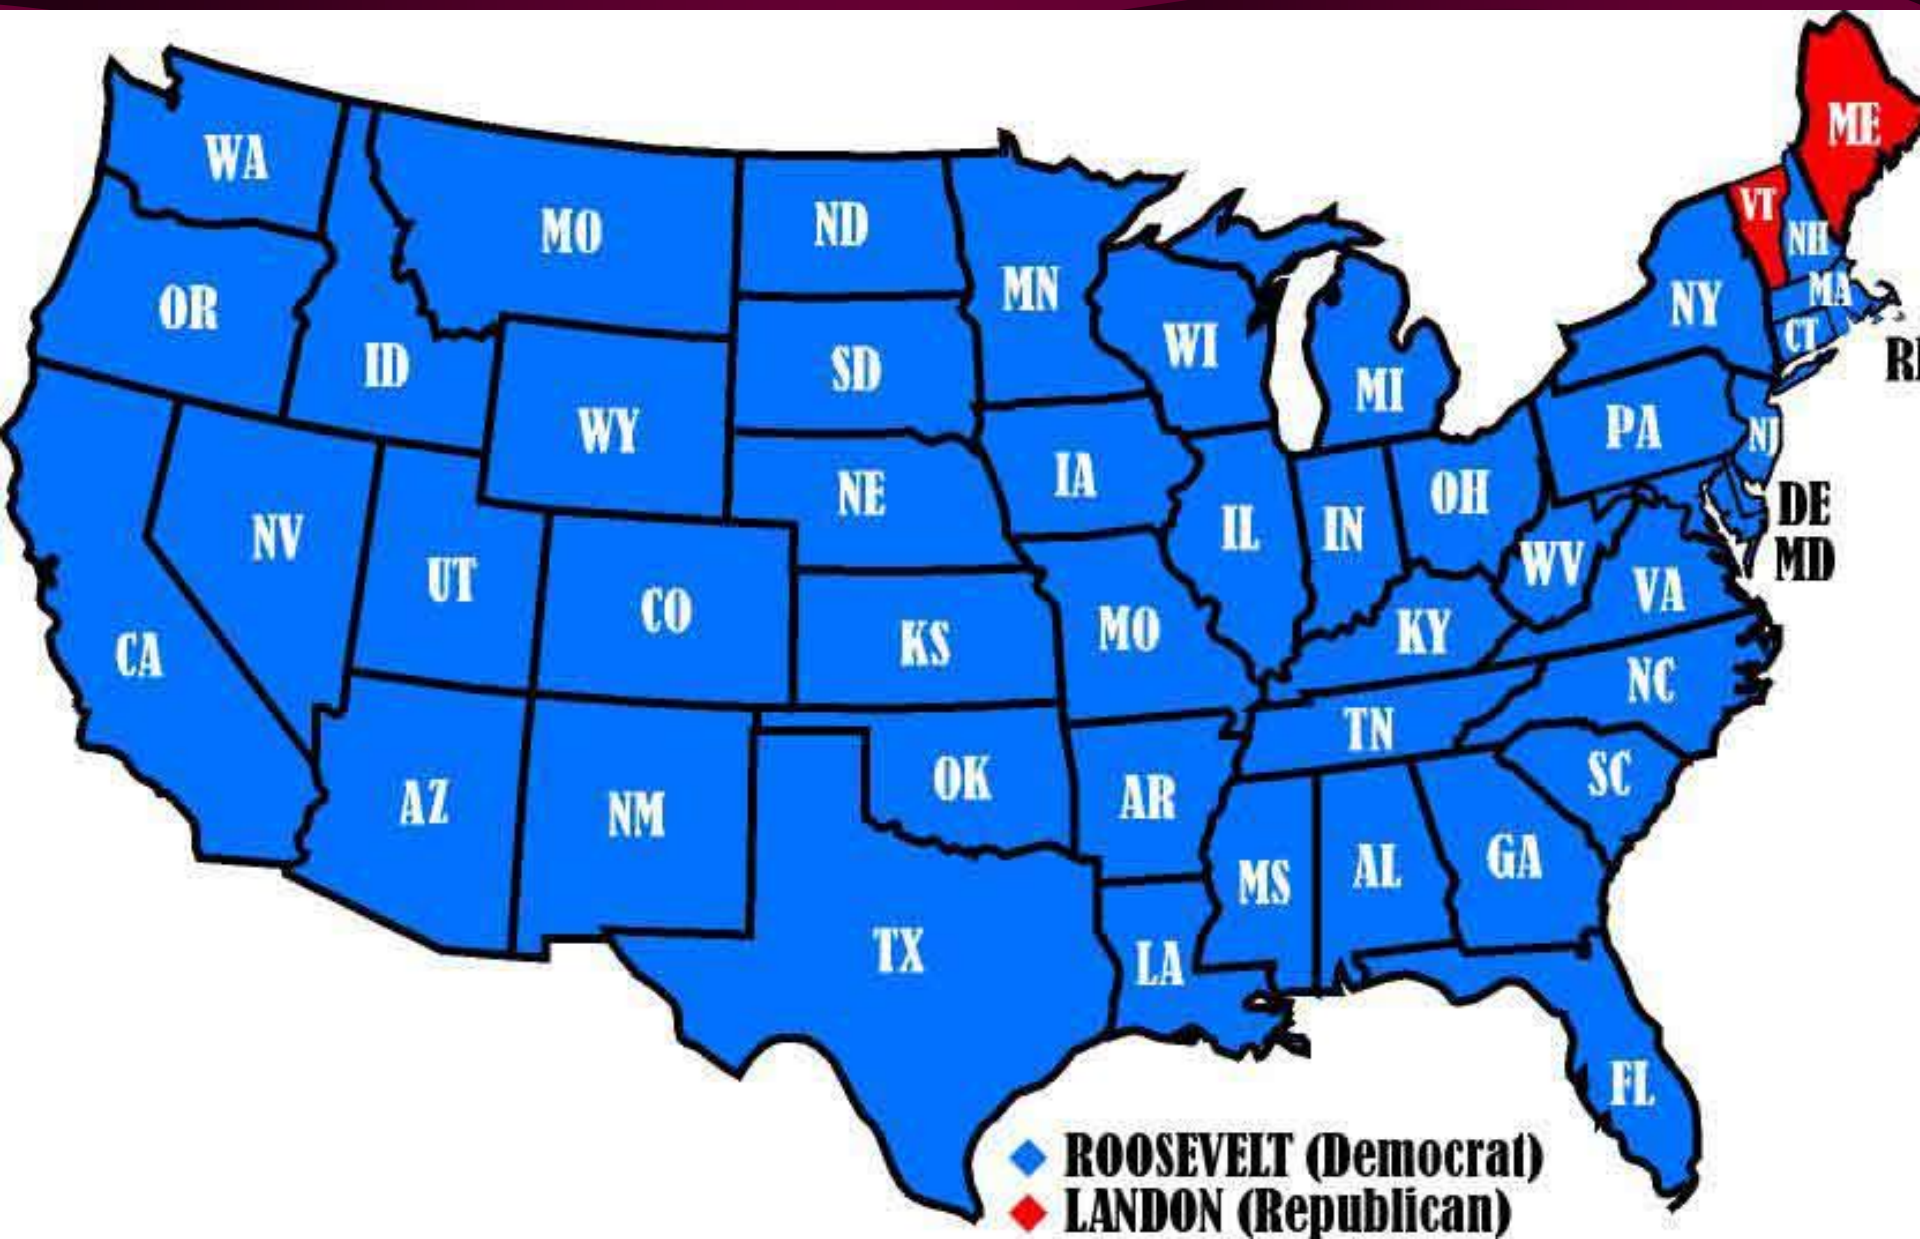 ME
WA
VT
MO
ND
NH
MN
MA
OR
NY
CT
WI
RI
ID
SD
MI
WY
PA
NJ
IA
NE
OH
DE
NV
IL
IN
WV
MD
UT
VA
CO
KY
MO
KS
CA
NC
TN
SC
OK
AR
AZ
NM
GA
AL
MS
TX
LA
FL
ROOSEVELT (Democrat)
LANDON (Republican)